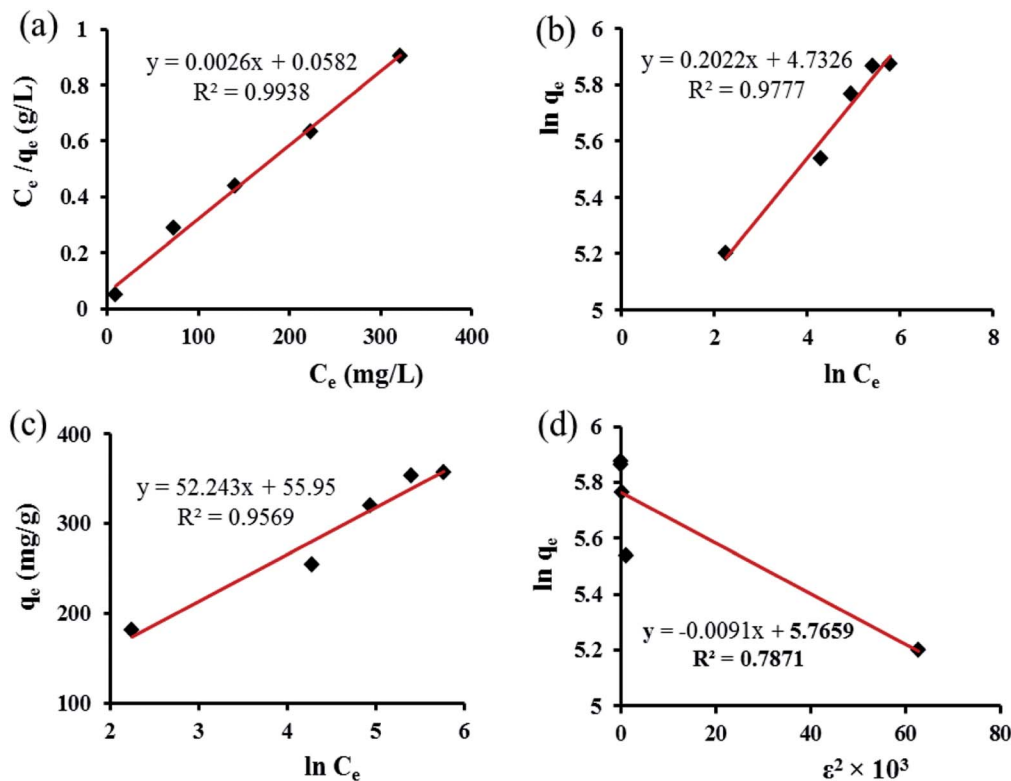 (a)
1
0.8
0.6
0.4
0.2
0
y = 0.0026x + 0.0582
R² = 0.9938
Cₑ /qₑ (g/L)
0 100 200 300 400
Cₑ (mg/L)
(b)
6
5.8
5.6
5.4
5.2
5
y = 0.2022x + 4.7326
R² = 0.9777
ln qₑ
0 2 4 6 8
ln Cₑ
(c)
400
300
200
100
y = 52.243x + 55.95
R² = 0.9569
qₑ (mg/g)
2 3 4 5 6
ln Cₑ
(d)
6
5.8
5.6
5.4
5.2
5
ln qₑ
y = -0.0091x + 5.7659
R² = 0.7871
0 20 40 60 80
ε² × 10³